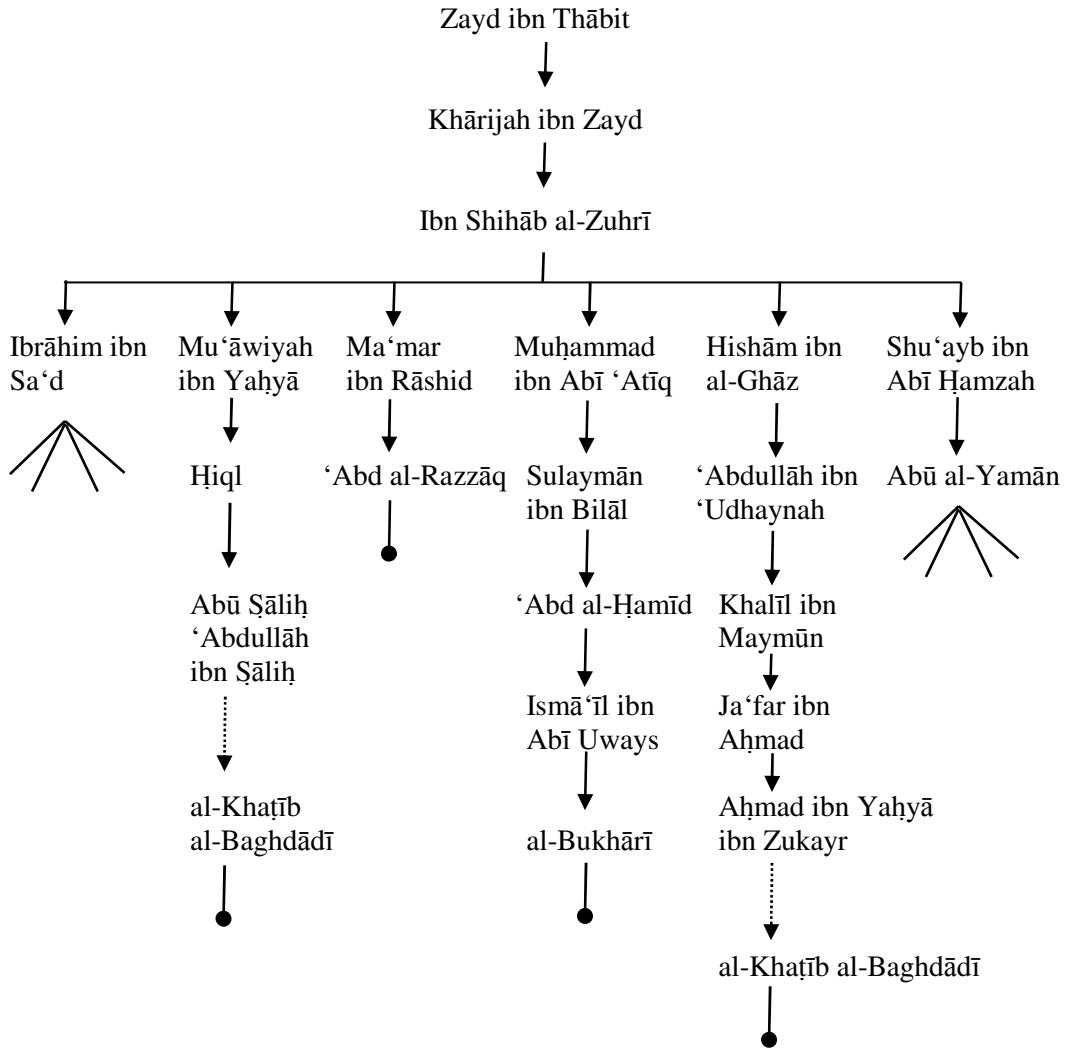 Zayd ibn Thābit
Khārijah ibn Zayd
Ibn Shihāb al-Zuhrī
Ibrāhim ibn
Sa‘d
Mu‘āwiyah
ibn Yaḥyā
Ma‘mar
ibn Rāshid
Muḥammad
ibn Abī ‘Atīq
Hishām ibn
al-Ghāz
Shu‘ayb ibn
Abī Ḥamzah
Ḥiql
‘Abd al-Razzāq
Sulaymān
ibn Bilāl
‘Abdullāh ibn
‘Udhaynah
Abū al-Yamān
Abū Ṣāliḥ
‘Abdullāh
ibn Ṣāliḥ
‘Abd al-Ḥamīd
Khalīl ibn
Maymūn
Ismā‘īl ibn
Abī Uways
Ja‘far ibn
Aḥmad
al-Khaṭīb
al-Baghdādī
al-Bukhārī
Aḥmad ibn Yaḥyā
ibn Zukayr
al-Khaṭīb al-Baghdādī